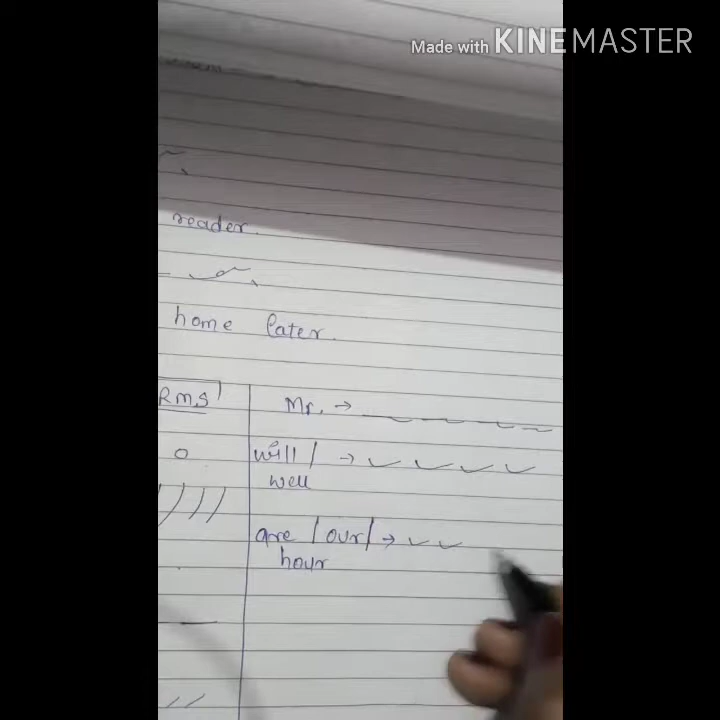 Made with KINEMASTER
reader.
home later.
RMS
Mr. →
will / →
well
are / our / →
hour